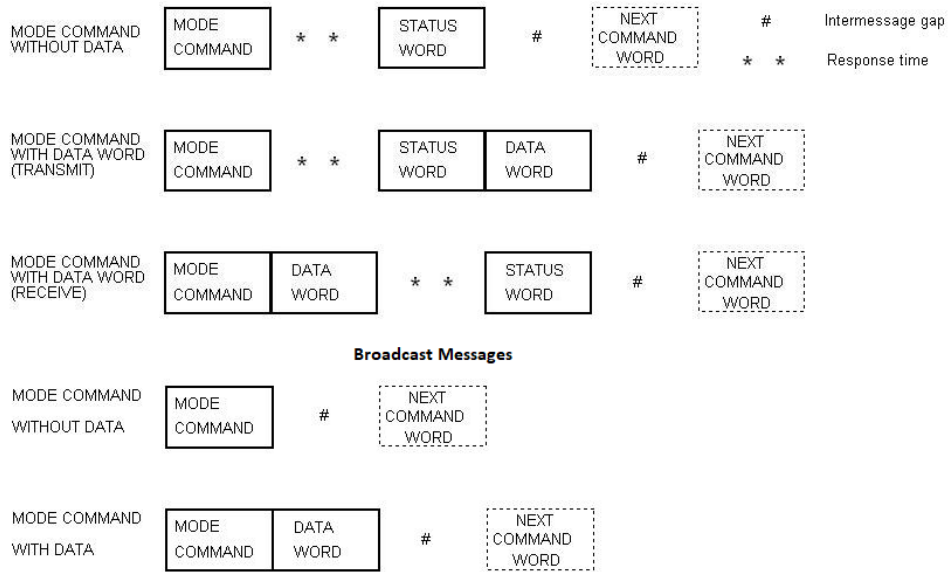 MODE COMMAND
WITHOUT DATA
MODE
COMMAND
* *
STATUS
WORD
#
NEXT
COMMAND
WORD
# Intermessage gap
* * Response time
MODE COMMAND
WITH DATA WORD
(TRANSMIT)
MODE
COMMAND
* *
STATUS
WORD
DATA
WORD
#
NEXT
COMMAND
WORD
MODE COMMAND
WITH DATA WORD
(RECEIVE)
MODE
COMMAND
DATA
WORD
* *
STATUS
WORD
#
NEXT
COMMAND
WORD
Broadcast Messages
MODE COMMAND
WITHOUT DATA
MODE
COMMAND
#
NEXT
COMMAND
WORD
MODE COMMAND
WITH DATA
MODE
COMMAND
DATA
WORD
#
NEXT
COMMAND
WORD